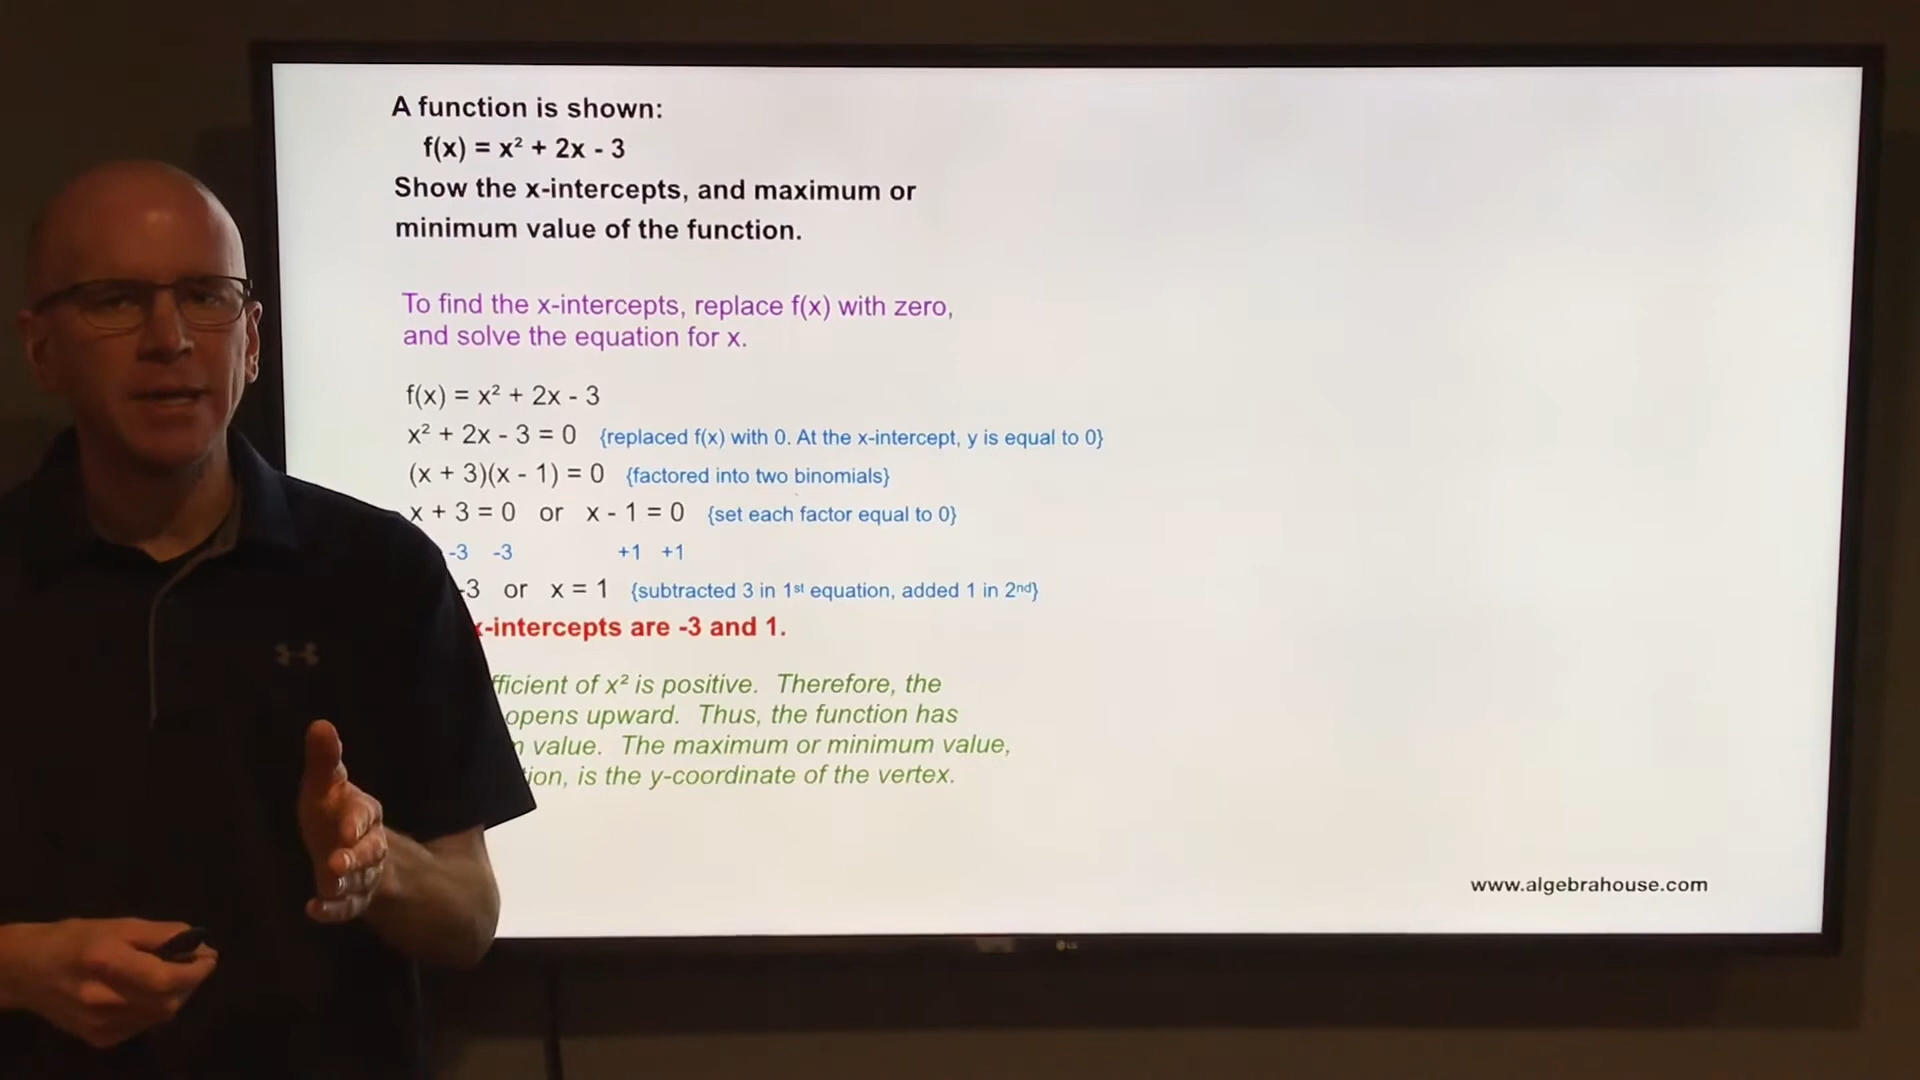 A function is shown:
f(x) = x² + 2x - 3
Show the x-intercepts, and maximum or
minimum value of the function.
To find the x-intercepts, replace f(x) with zero,
and solve the equation for x.
f(x) = x² + 2x - 3
x² + 2x - 3 = 0 {replaced f(x) with 0. At the x-intercept, y is equal to 0}
(x + 3)(x - 1) = 0 {factored into two binomials}
x + 3 = 0 or x - 1 = 0 {set each factor equal to 0}
-3 -3 +1 +1
-3 or x = 1 {subtracted 3 in 1st equation, added 1 in 2nd}
x-intercepts are -3 and 1.
of x² is positive. Therefore, the
opens upward. Thus, the function has
value. The maximum or minimum value,
is the y-coordinate of the vertex.
www.algebrahouse.com
LG